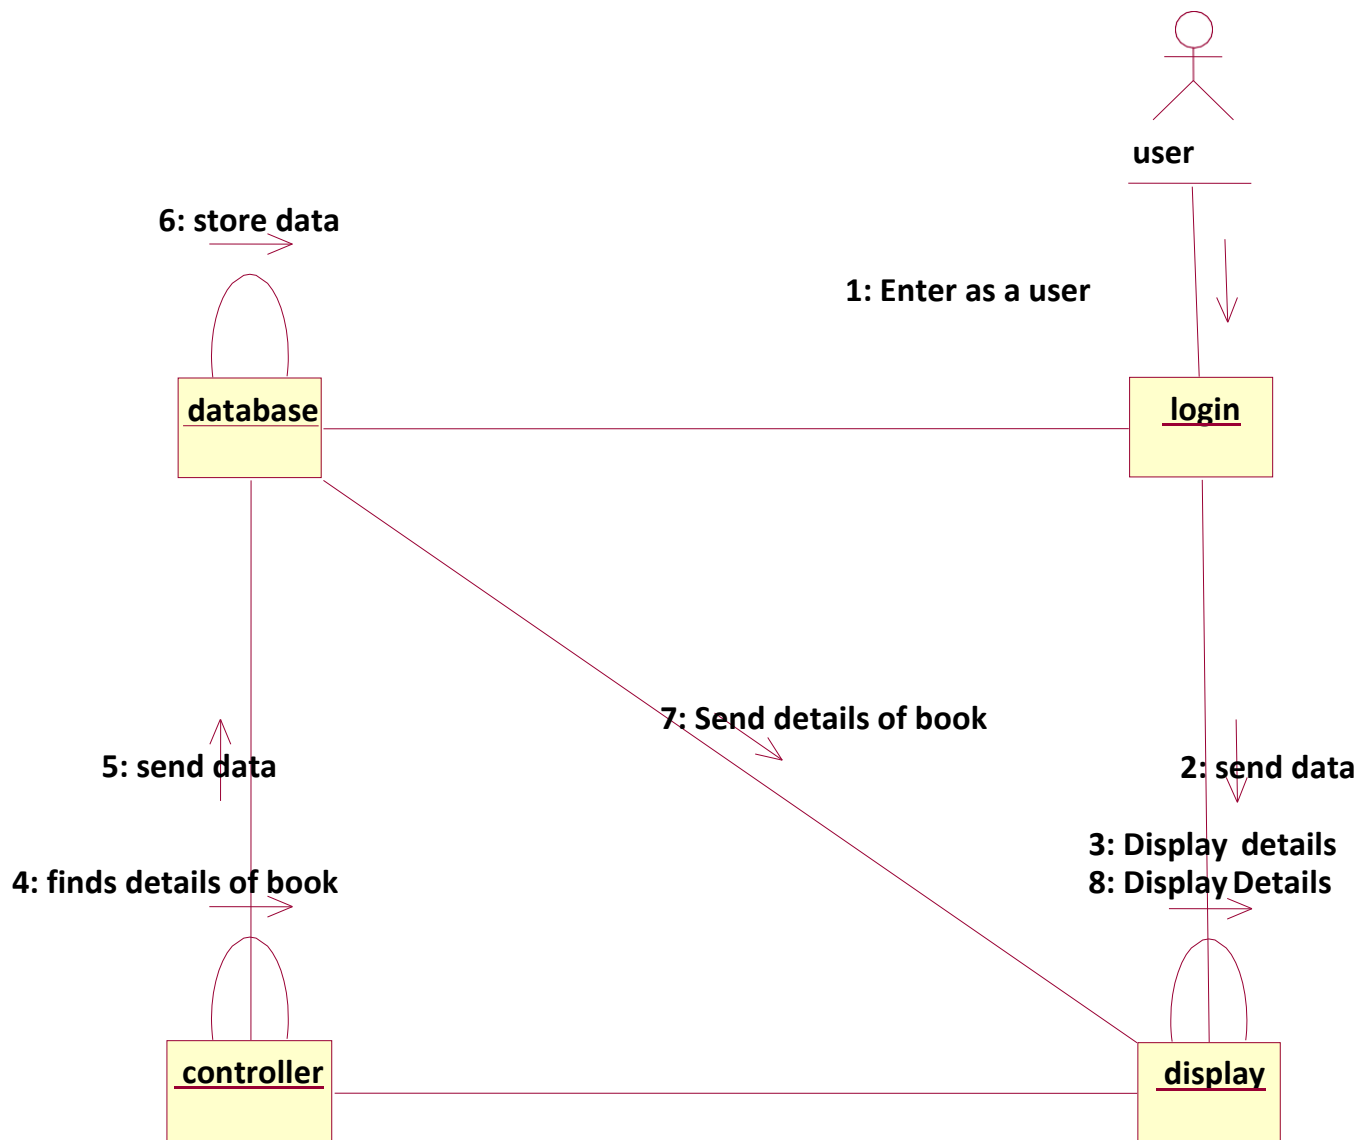 user
6: store data
1: Enter as a user
database
login
7: Send details of book
5: send data
2: send data
3: Display details
4: finds details of book
8: Display Details
controller
display